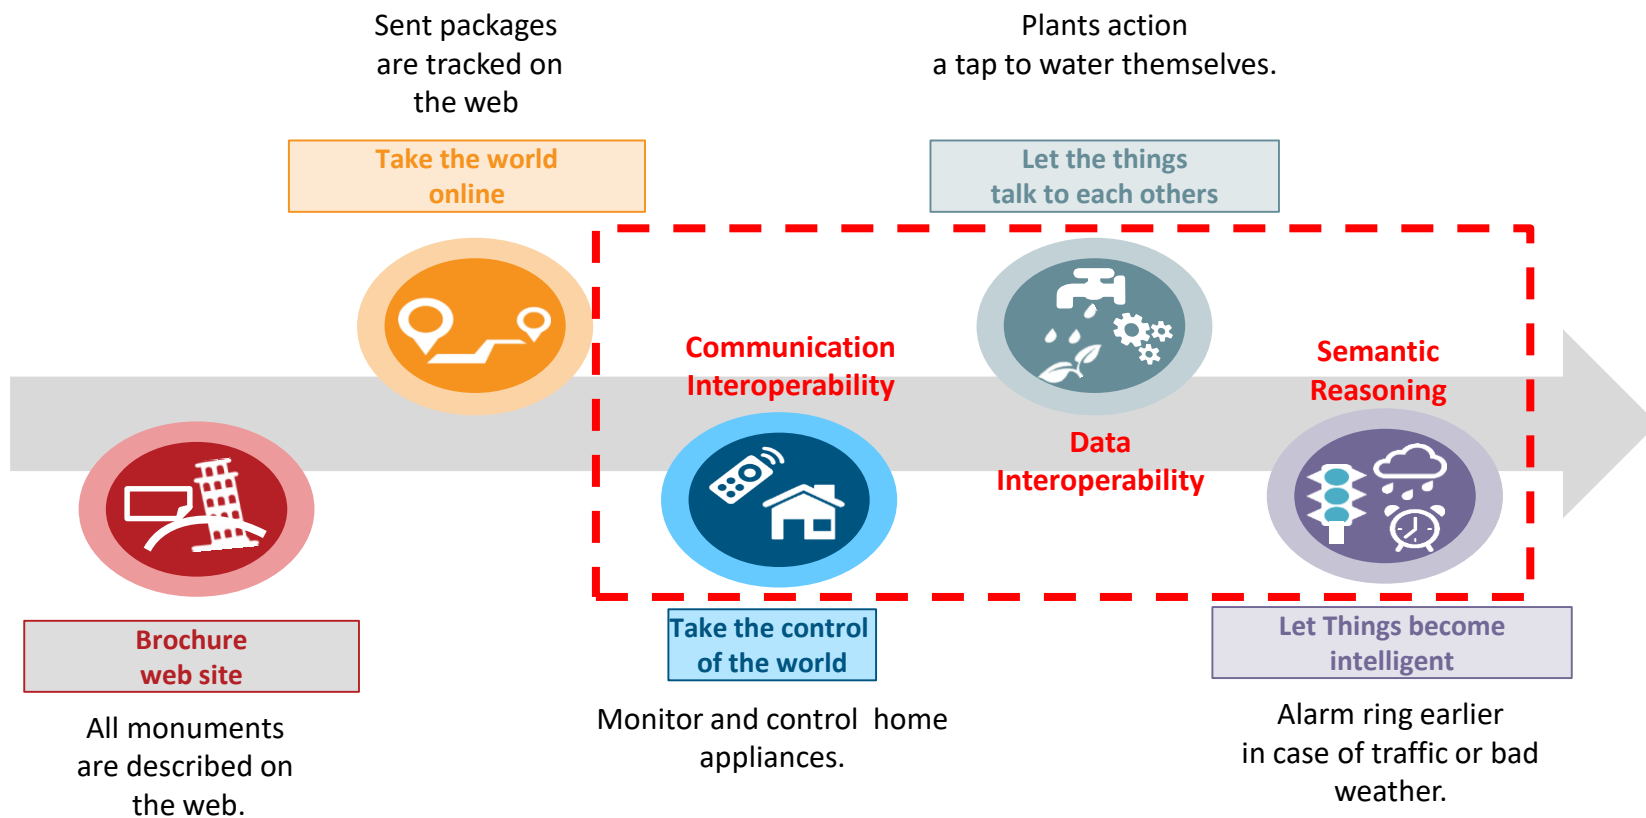 Sent packages
are tracked on
the web
Plants action
a tap to water themselves.
Take the world
online
Let the things
talk to each others
Communication
Interoperability
Semantic
Reasoning
Data
Interoperability
Brochure
web site
Take the control
of the world
Let Things become
intelligent
All monuments
are described on
the web.
Monitor and control home
appliances.
Alarm ring earlier
in case of traffic or bad
weather.